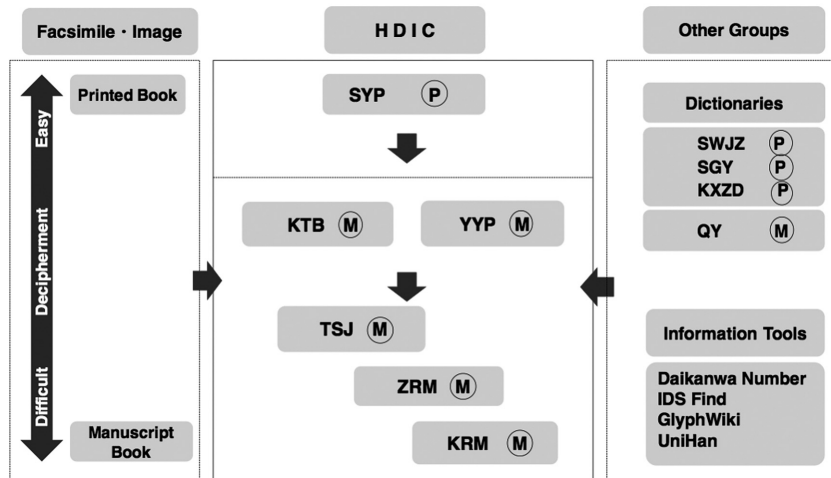 Facsimile・Image
Printed Book
Easy
Decipherment
Difficult
Manuscript
Book
HDIC
SYP P
KTB M
YYP M
TSJ M
ZRM M
KRM M
Other Groups
Dictionaries
SWJZ P
SGY P
KXZD P
QY M
Information Tools
Daikanwa Number
IDS Find
GlyphWiki
UniHan